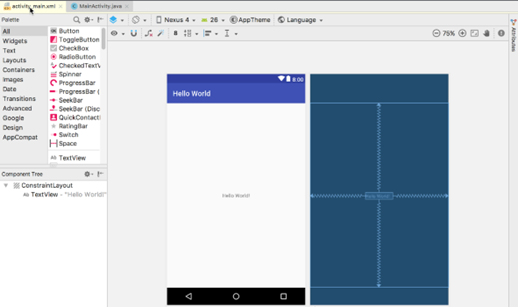 activity_main.xml
MainActivity.java
Palette
Nexus 4
26
AppTheme
Language
All
Widgets
Text
Layouts
Containers
Images
Date
Transitions
Advanced
Google
Design
AppCompat
Button
ToggleButton
CheckBox
RadioButton
CheckedTextV
Spinner
ProgressBar
ProgressBar (
SeekBar
SeekBar (Disc
QuickContact
RatingBar
Switch
Space
TextView
8
75%
Attributes
8:00
Hello World
Hello World!
Component Tree
ConstraintLayout
Ab TextView - "Hello World!"